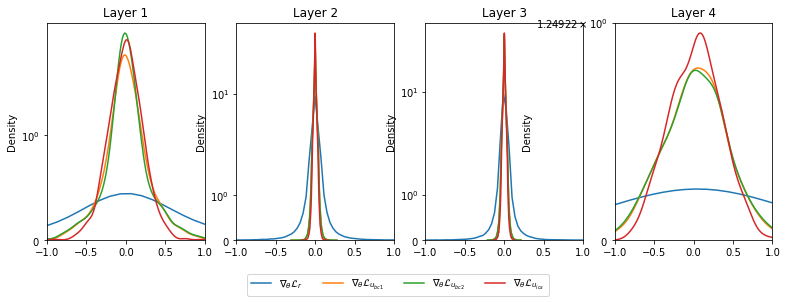 Layer 1 Layer 2 Layer 3 Layer 4
1.24922 × 10⁰
10¹ 10¹
10⁰ 10⁰ 10⁰
Density Density Density Density
0 0 0 0
−1.0 −0.5 0.0 0.5 1.0 −1.0 −0.5 0.0 0.5 1.0 −1.0 −0.5 0.0 0.5 1.0 −1.0 −0.5 0.0 0.5 1.0
∇θℒr ∇θℒu_bc1 ∇θℒu_bc2 ∇θℒu_ics